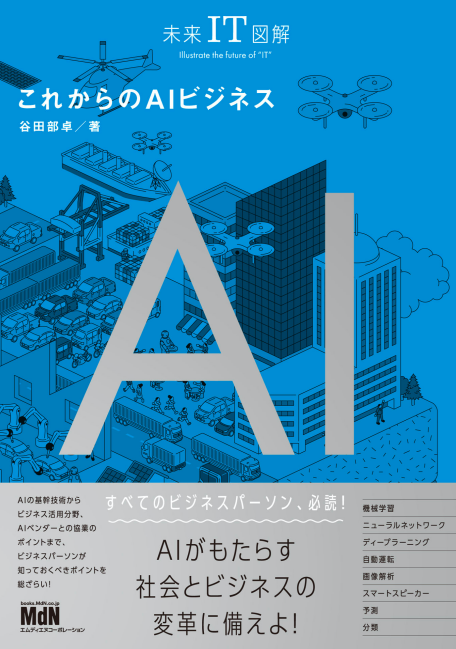 未来IT図解
Illustrate the future of "IT"
これからのAIビジネス
谷田部卓／著
AI
すべてのビジネスパーソン、必読！
AIがもたらす
社会とビジネスの
変革に備えよ！
AIの基幹技術から
ビジネス活用分野、
AIベンダーとの協業の
ポイントまで、
ビジネスパーソンが
知っておくべきポイントを
総ざらい！
books.MdN.co.jp
MdN
エムディエヌコーポレーション
機械学習
ニューラルネットワーク
ディープラーニング
自動運転
画像解析
スマートスピーカー
予測
分類